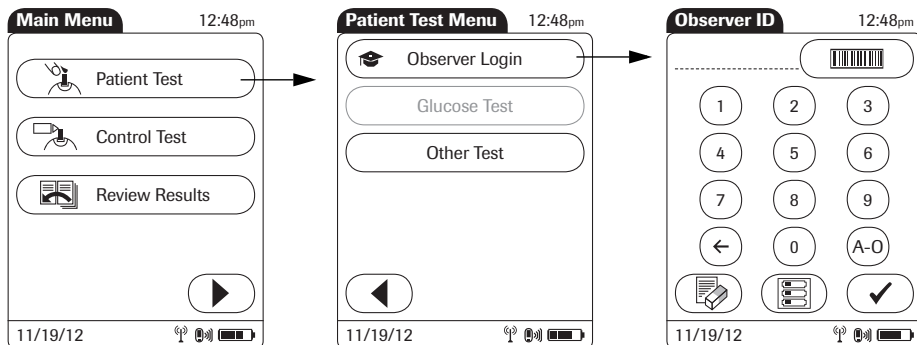 Main Menu 12:48pm
Patient Test
Control Test
Review Results
11/19/12
Patient Test Menu 12:48pm
Observer Login
Glucose Test
Other Test
11/19/12
Observer ID 12:48pm
1 2 3
4 5 6
7 8 9
0 A-O
11/19/12